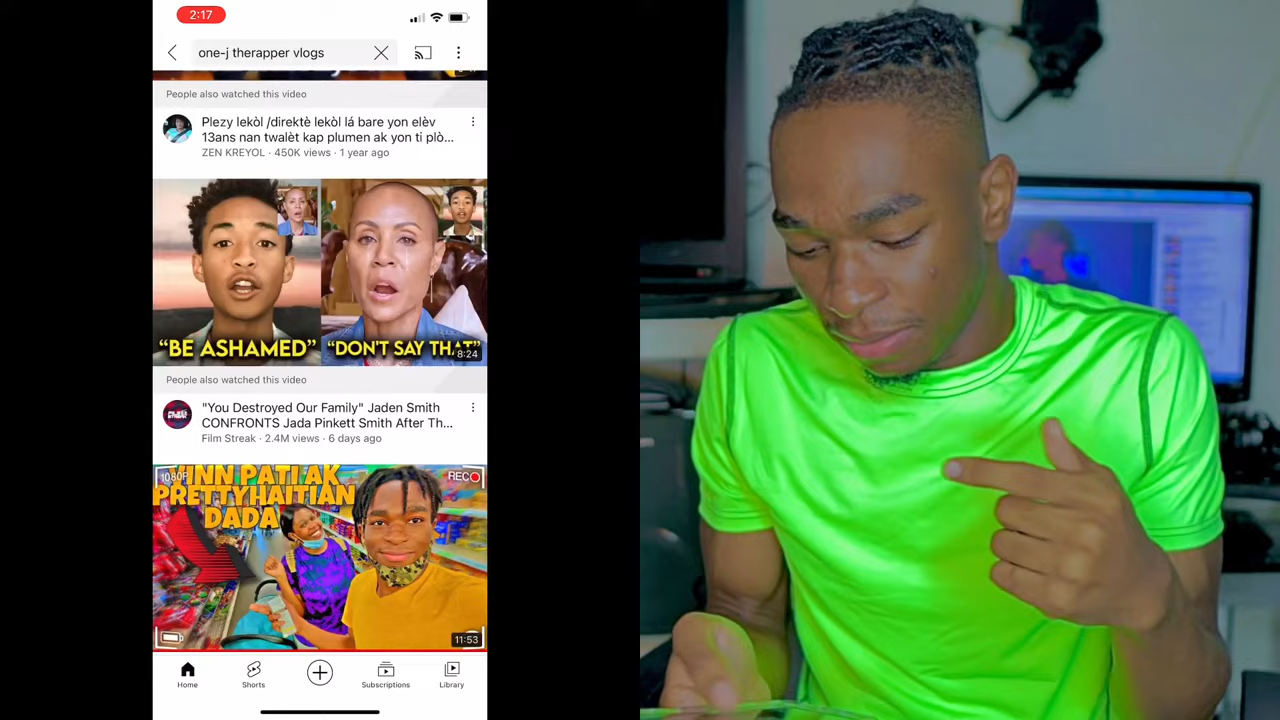 2:17
one-j therapper vlogs
People also watched this video
Plezy lekòl /direktè lekòl lá bare yon elèv
13ans nan twalèt kap plumen ak yon ti plò...
ZEN KREYOL · 450K views · 1 year ago
"BE ASHAMED"
"DON'T SAY THAT"
8:24
People also watched this video
"You Destroyed Our Family" Jaden Smith
CONFRONTS Jada Pinkett Smith After Th...
Film Streak · 2.4M views · 6 days ago
1080P
REC
VINN PATI AK
PRETTYHAITIAN
DADA
11:53
Home
Shorts
Subscriptions
Library